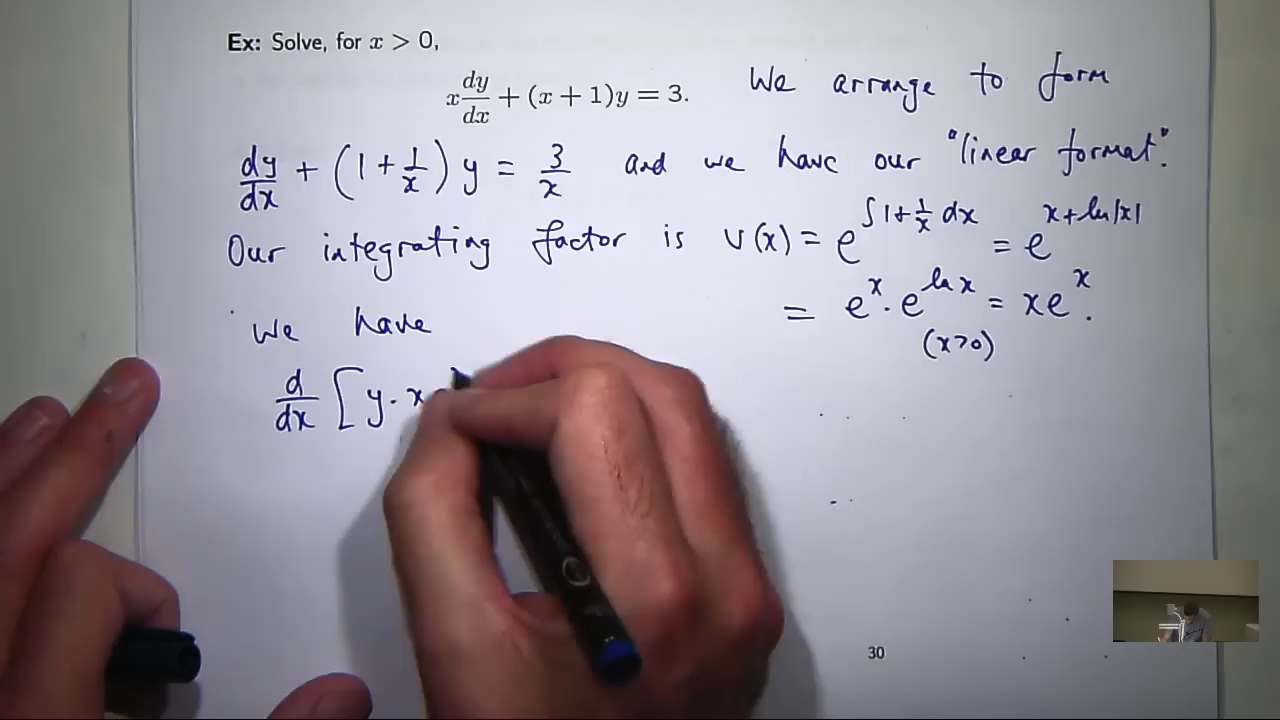 Ex: Solve, for x > 0,
x dy/dx + (x + 1)y = 3. We arrange to form
dy/dx + (1 + 1/x) y = 3/x and we have our "linear format".
Our integrating factor is v(x) = e^{∫1+1/x dx} = e^{x+ln|x|}
= e^x · e^{ln x} = xe^x.
(x>0)
We have
d/dx [y · x
30